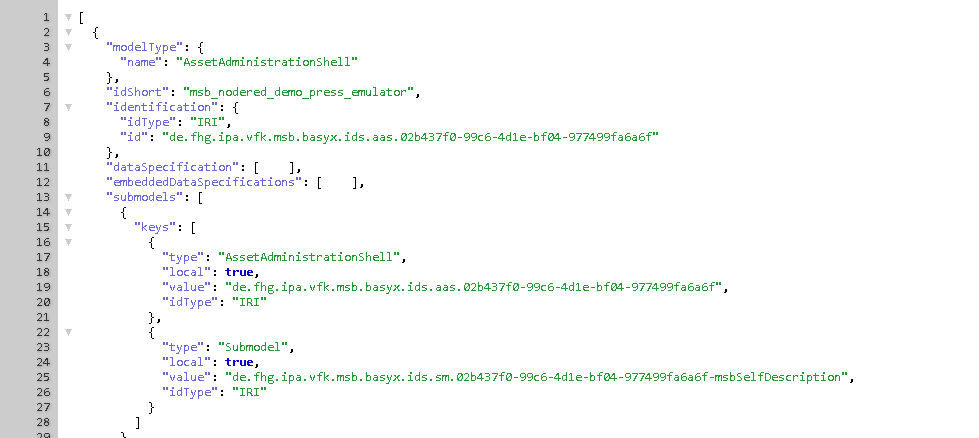 1 [
2 {
3 "modelType": {
4 "name": "AssetAdministrationShell"
5 },
6 "idShort": "msb_nodered_demo_press_emulator",
7 "identification": {
8 "idType": "IRI",
9 "id": "de.fhg.ipa.vfk.msb.basyx.ids.aas.02b437f0-99c6-4d1e-bf04-977499fa6a6f"
10 },
11 "dataSpecification": [    ],
12 "embeddedDataSpecifications": [    ],
13 "submodels": [
14 {
15 "keys": [
16 {
17 "type": "AssetAdministrationShell",
18 "local": true,
19 "value": "de.fhg.ipa.vfk.msb.basyx.ids.aas.02b437f0-99c6-4d1e-bf04-977499fa6a6f",
20 "idType": "IRI"
21 },
22 {
23 "type": "Submodel",
24 "local": true,
25 "value": "de.fhg.ipa.vfk.msb.basyx.ids.sm.02b437f0-99c6-4d1e-bf04-977499fa6a6f-msbSelfDescription",
26 "idType": "IRI"
27 }
28 ]
29 }